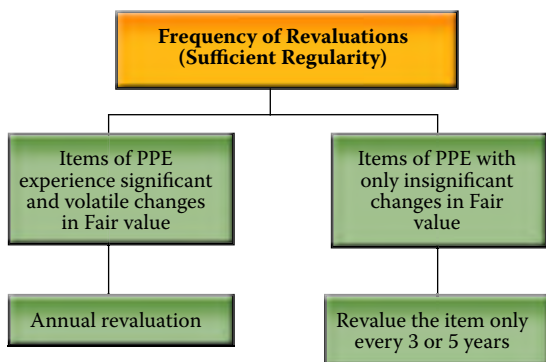 Frequency of Revaluations
(Sufficient Regularity)
Items of PPE
experience significant
and volatile changes
in Fair value
Items of PPE with
only insignificant
changes in Fair
value
Annual revaluation
Revalue the item only
every 3 or 5 years